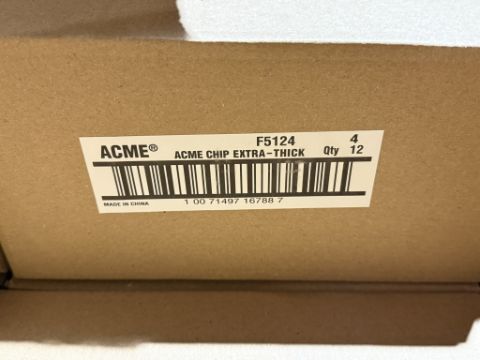 ACME® F5124 4
ACME CHIP EXTRA-THICK Qty 12
MADE IN CHINA
1 00 71497 16788 7